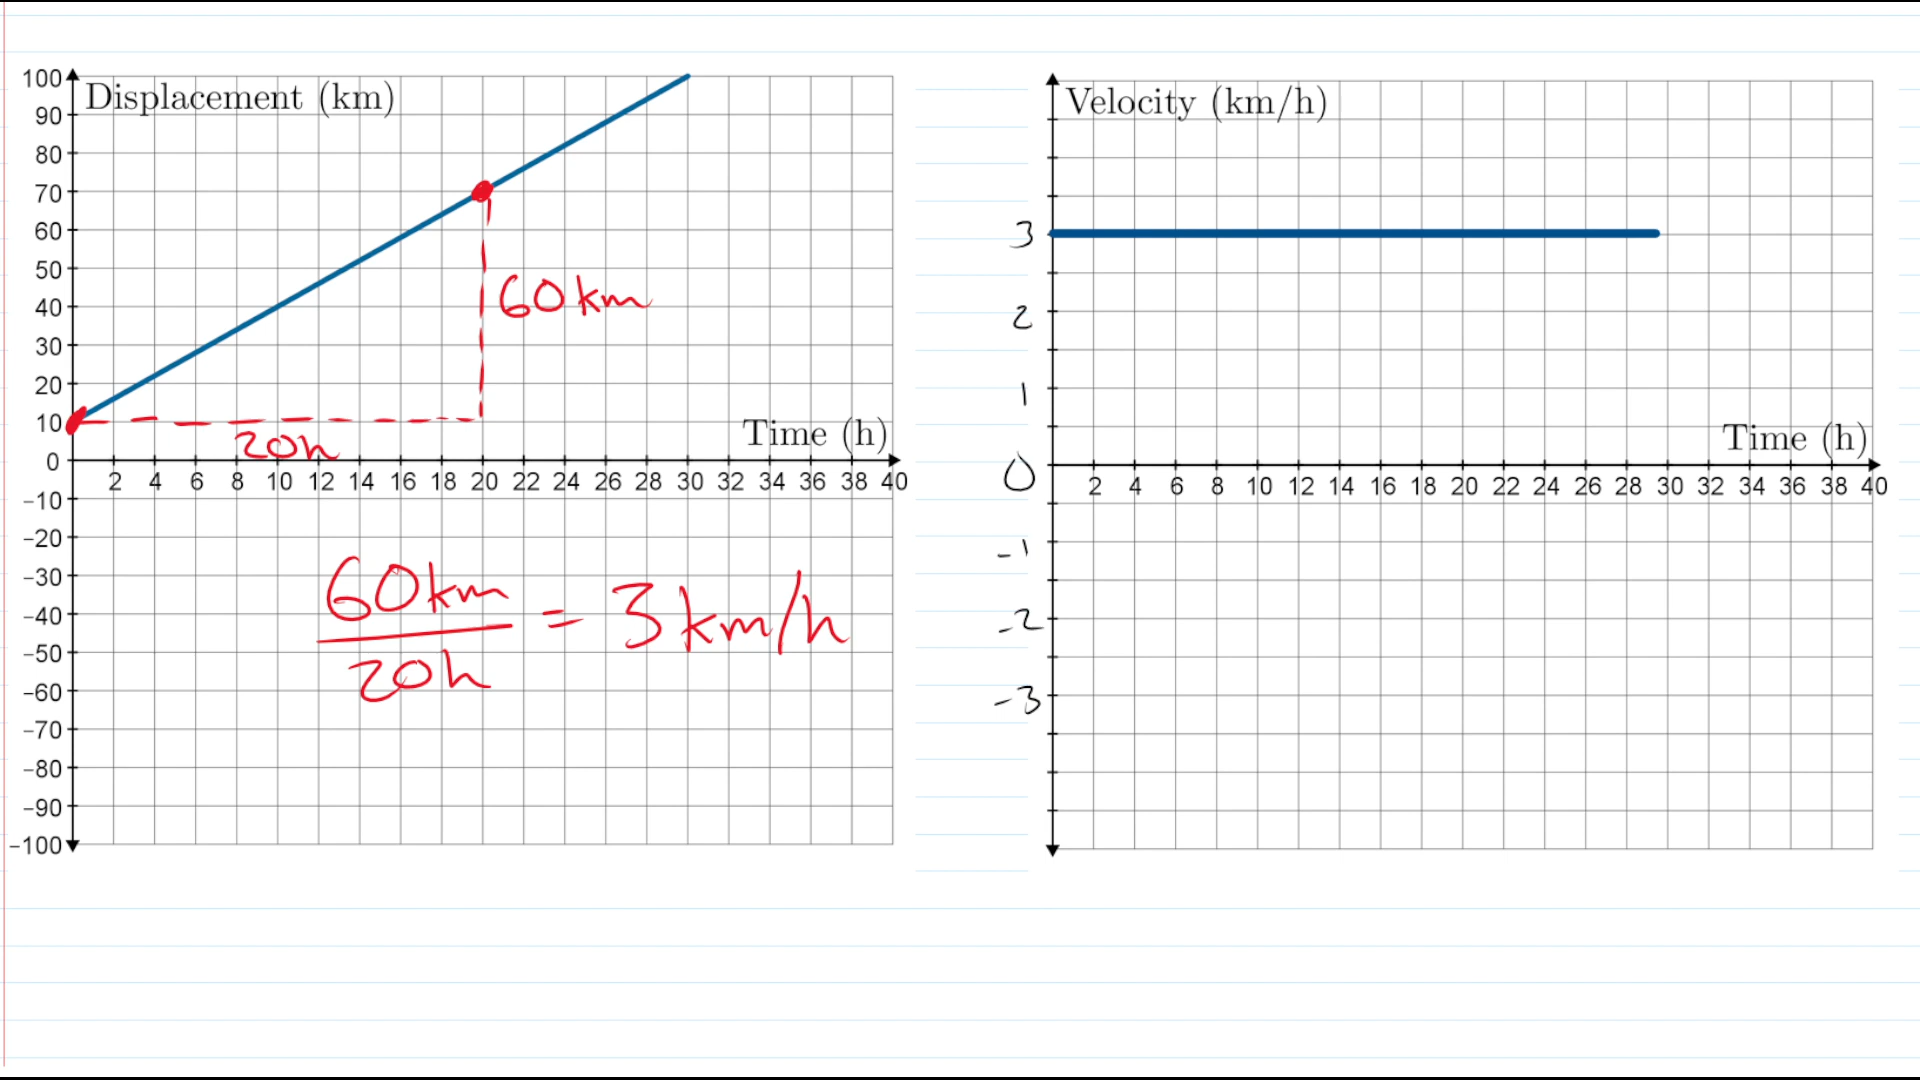 Displacement (km)
100
90
80
70
60
50
40
30
20
10
0
−10
−20
−30
−40
−50
−60
−70
−80
−90
−100
2 4 6 8 10 12 14 16 18 20 22 24 26 28 30 32 34 36 38 40
Time (h)
60km
20h
60km
20h
= 3km/h
Velocity (km/h)
3
2
1
0
-1
-2
-3
2 4 6 8 10 12 14 16 18 20 22 24 26 28 30 32 34 36 38 40
Time (h)